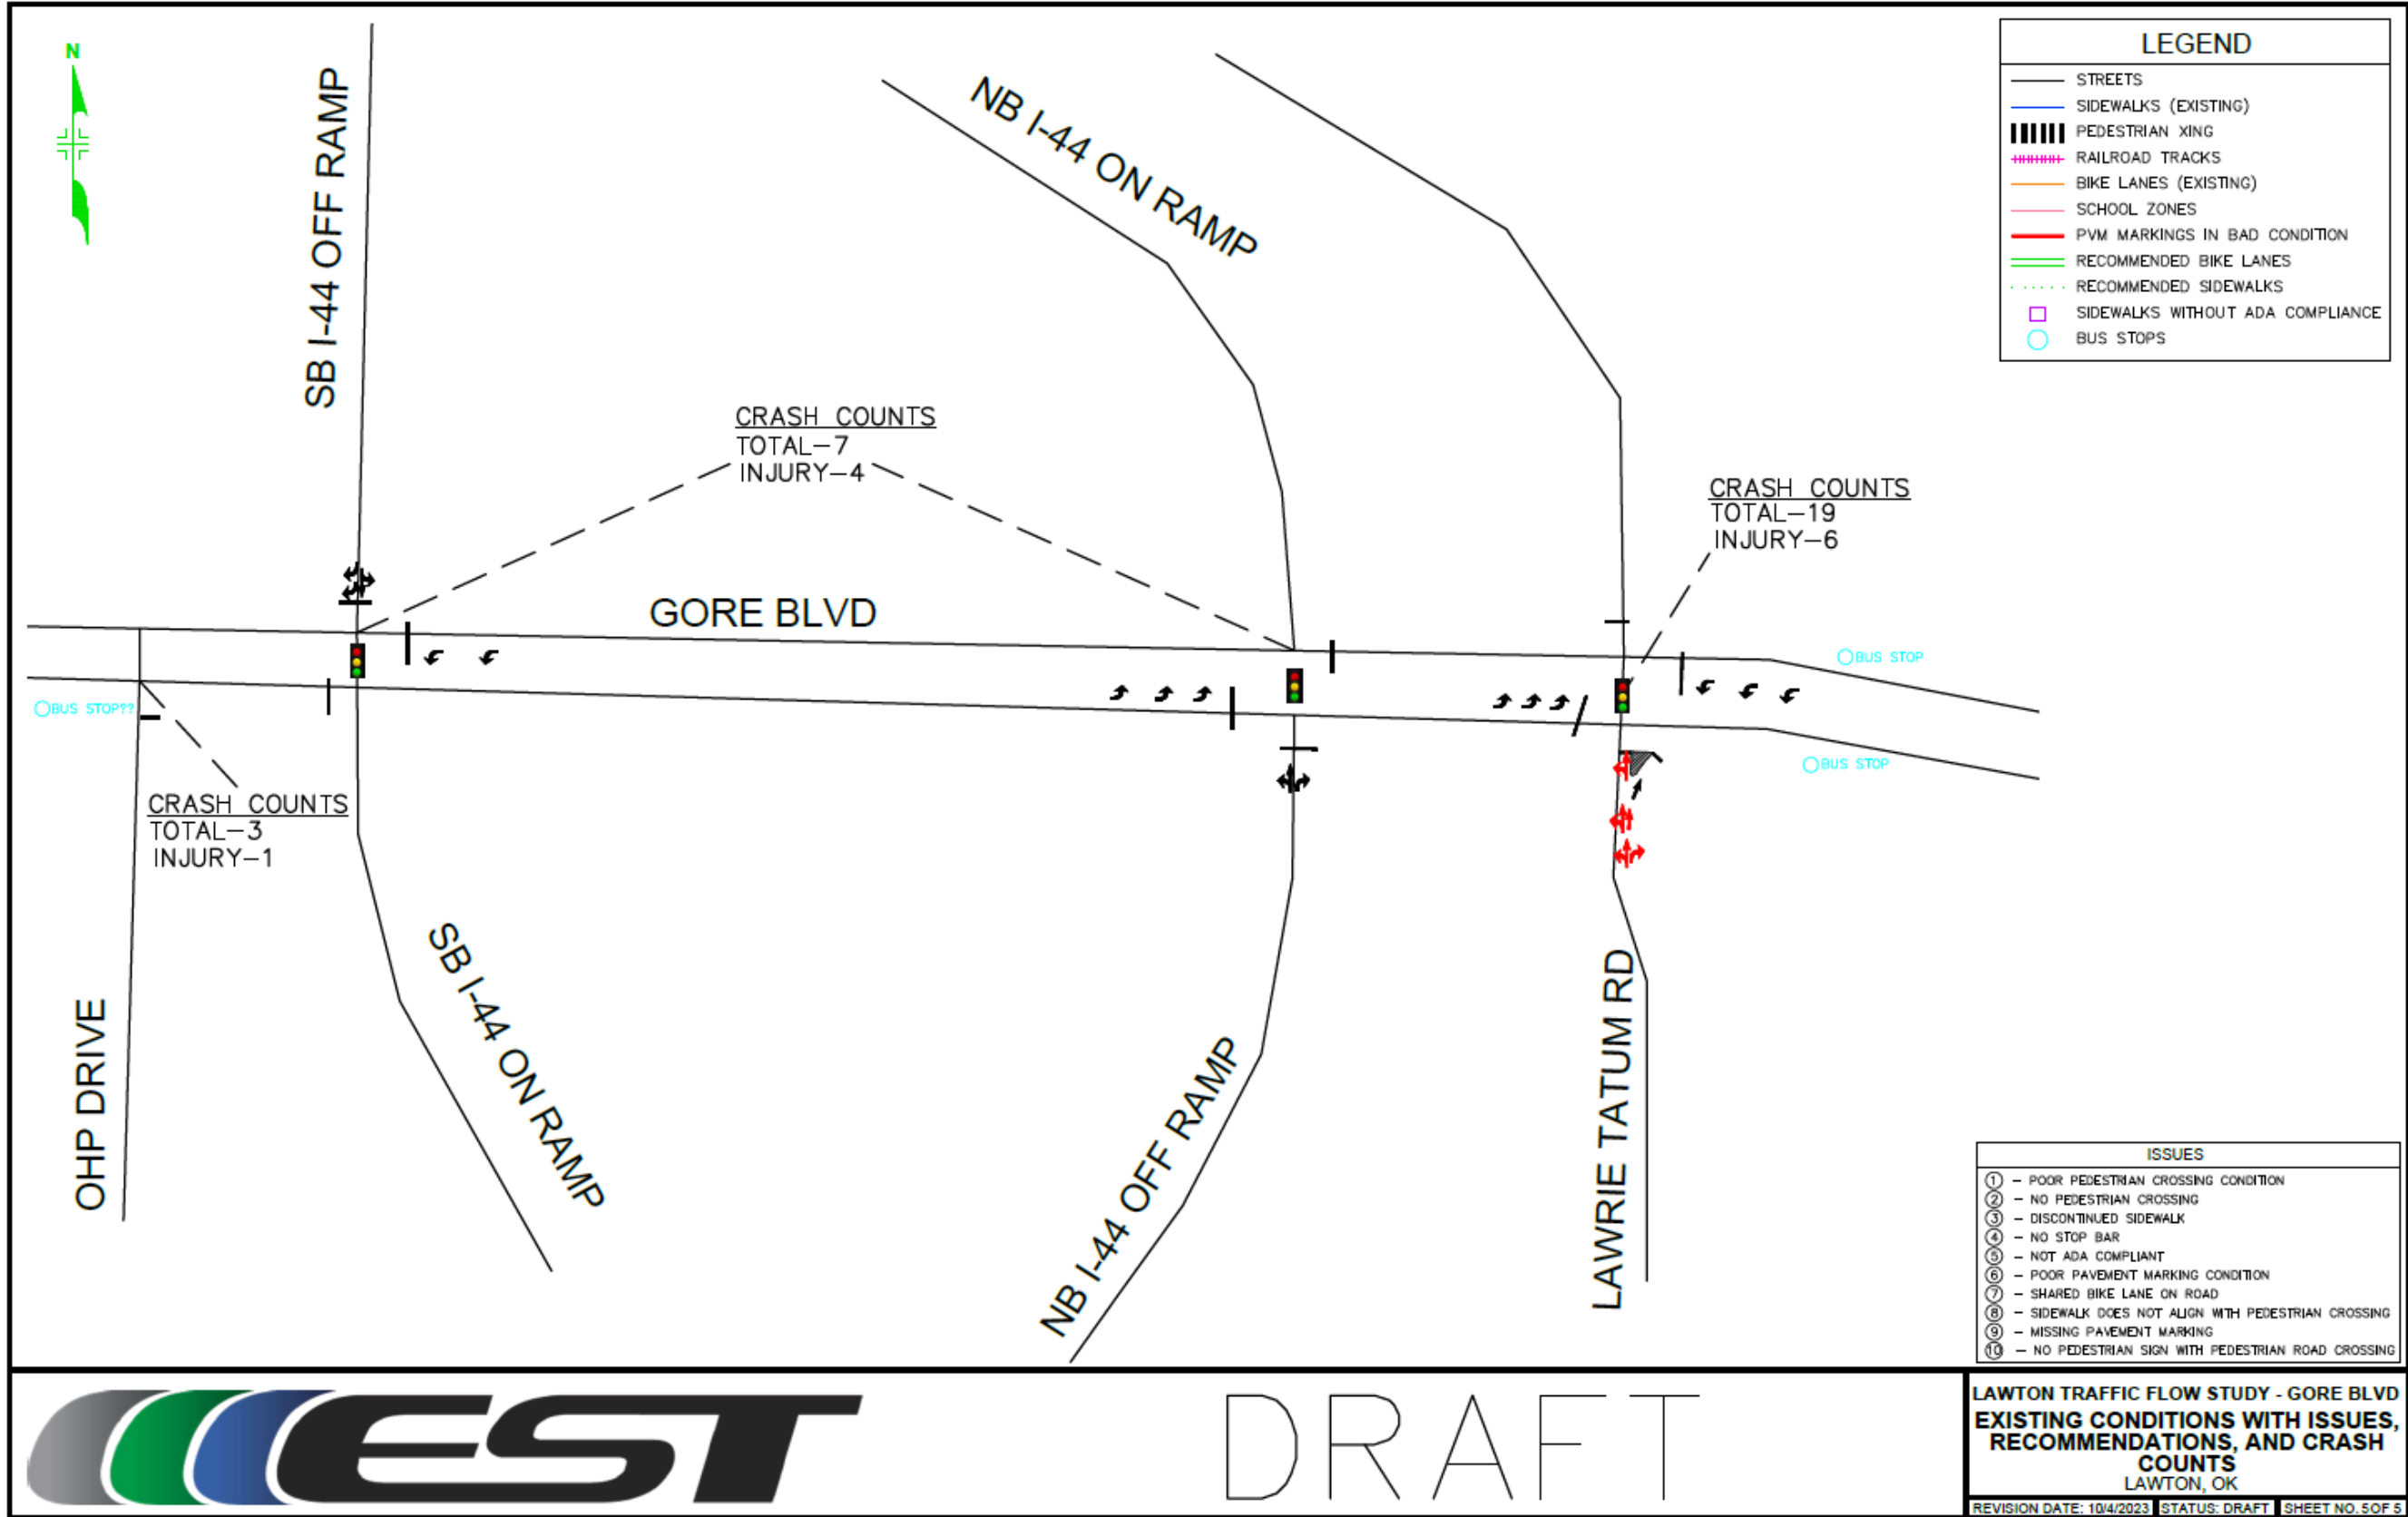 N
SB I-44 OFF RAMP
NB I-44 ON RAMP
LEGEND
STREETS
SIDEWALKS (EXISTING)
PEDESTRIAN XING
RAILROAD TRACKS
BIKE LANES (EXISTING)
SCHOOL ZONES
PVM MARKINGS IN BAD CONDITION
RECOMMENDED BIKE LANES
RECOMMENDED SIDEWALKS
SIDEWALKS WITHOUT ADA COMPLIANCE
BUS STOPS
CRASH COUNTS
TOTAL-7
INJURY-4
CRASH COUNTS
TOTAL-19
INJURY-6
GORE BLVD
BUS STOP
BUS STOP??
BUS STOP
CRASH COUNTS
TOTAL-3
INJURY-1
OHP DRIVE
SB I-44 ON RAMP
NB I-44 OFF RAMP
LAWRIE TATUM RD
ISSUES
1 - POOR PEDESTRIAN CROSSING CONDITION
2 - NO PEDESTRIAN CROSSING
3 - DISCONTINUED SIDEWALK
4 - NO STOP BAR
5 - NOT ADA COMPLIANT
6 - POOR PAVEMENT MARKING CONDITION
7 - SHARED BIKE LANE ON ROAD
8 - SIDEWALK DOES NOT ALIGN WITH PEDESTRIAN CROSSING
9 - MISSING PAVEMENT MARKING
10 - NO PEDESTRIAN SIGN WITH PEDESTRIAN ROAD CROSSING
EST
DRAFT
LAWTON TRAFFIC FLOW STUDY - GORE BLVD
EXISTING CONDITIONS WITH ISSUES,
RECOMMENDATIONS, AND CRASH
COUNTS
LAWTON, OK
REVISION DATE: 10/4/2023 STATUS: DRAFT SHEET NO. 5 OF 5